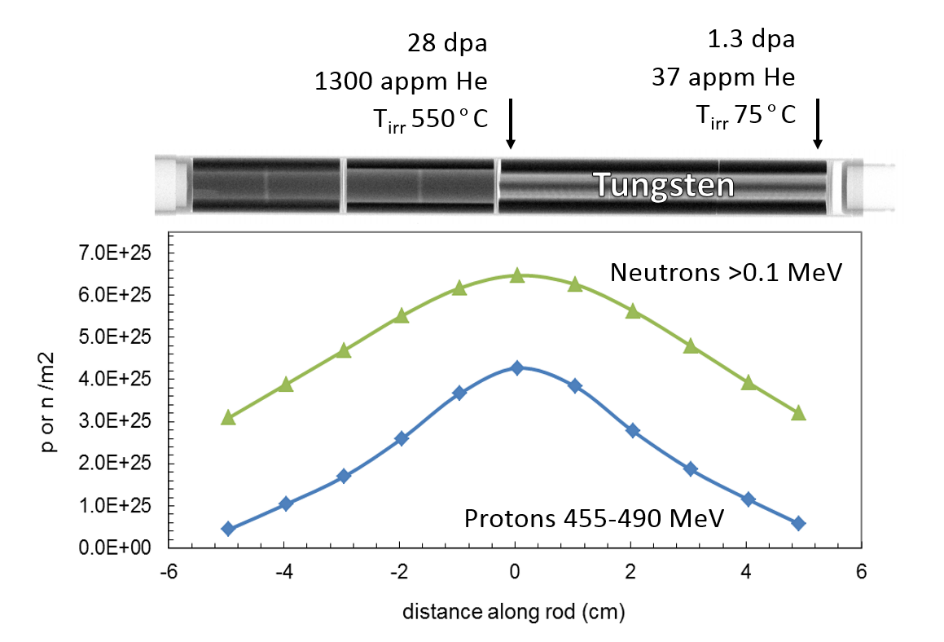 28 dpa
1300 appm He
Tirr 550 °C
1.3 dpa
37 appm He
Tirr 75 °C
Tungsten
Neutrons >0.1 MeV
Protons 455-490 MeV
p or n /m2
7.0E+25
6.0E+25
5.0E+25
4.0E+25
3.0E+25
2.0E+25
1.0E+25
0.0E+00
-6 -4 -2 0 2 4 6
distance along rod (cm)